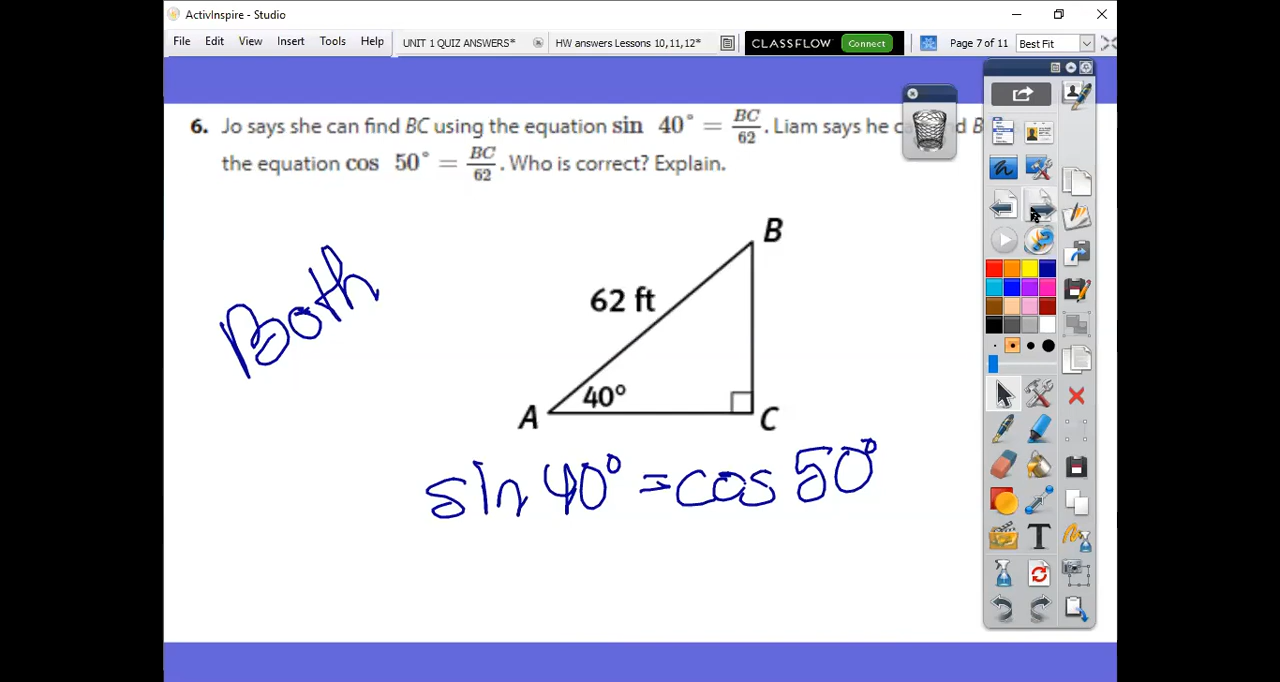 ActivInspire - Studio
File Edit View Insert Tools Help UNIT 1 QUIZ ANSWERS* HW answers Lessons 10,11,12* CLASSFLOW Connect Page 7 of 11 Best Fit
6. Jo says she can find BC using the equation sin 40° = BC/62. Liam says he
the equation cos 50° = BC/62. Who is correct? Explain.
B
Both
62 ft
40°
A
C
sin 40° = cos 50°
T